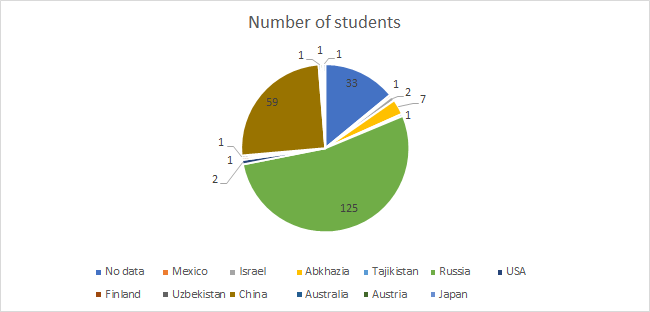 Number of students
1 1 1
33 1
59 2
7
1
1
1
2
125
No data Mexico Israel Abkhazia Tajikistan Russia USA
Finland Uzbekistan China Australia Austria Japan